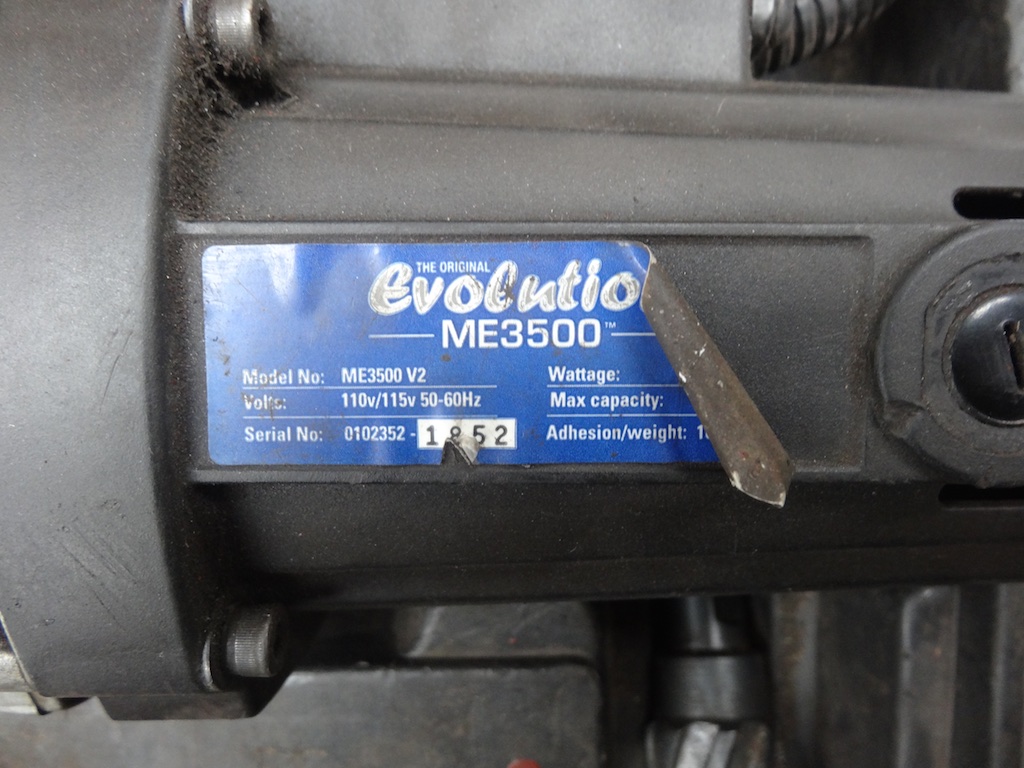 THE ORIGINAL
Evolutio
ME3500™
Model No: ME3500 V2
Volts: 110v/115v 50-60Hz
Serial No: 0102352 - 1852
Wattage:
Max capacity:
Adhesion/weight: